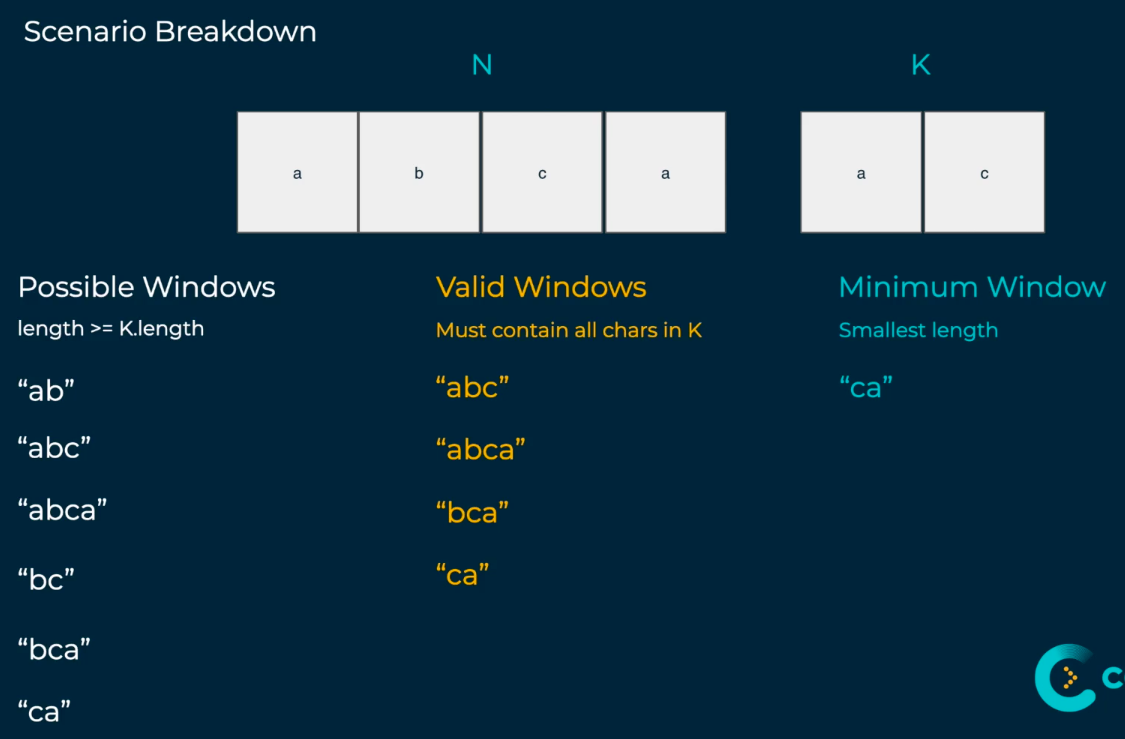 Scenario Breakdown
N
K
a
b
c
a
a
c
Possible Windows
length >= K.length
“ab”
“abc”
“abca”
“bc”
“bca”
“ca”
Valid Windows
Must contain all chars in K
“abc”
“abca”
“bca”
“ca”
Minimum Window
Smallest length
“ca”